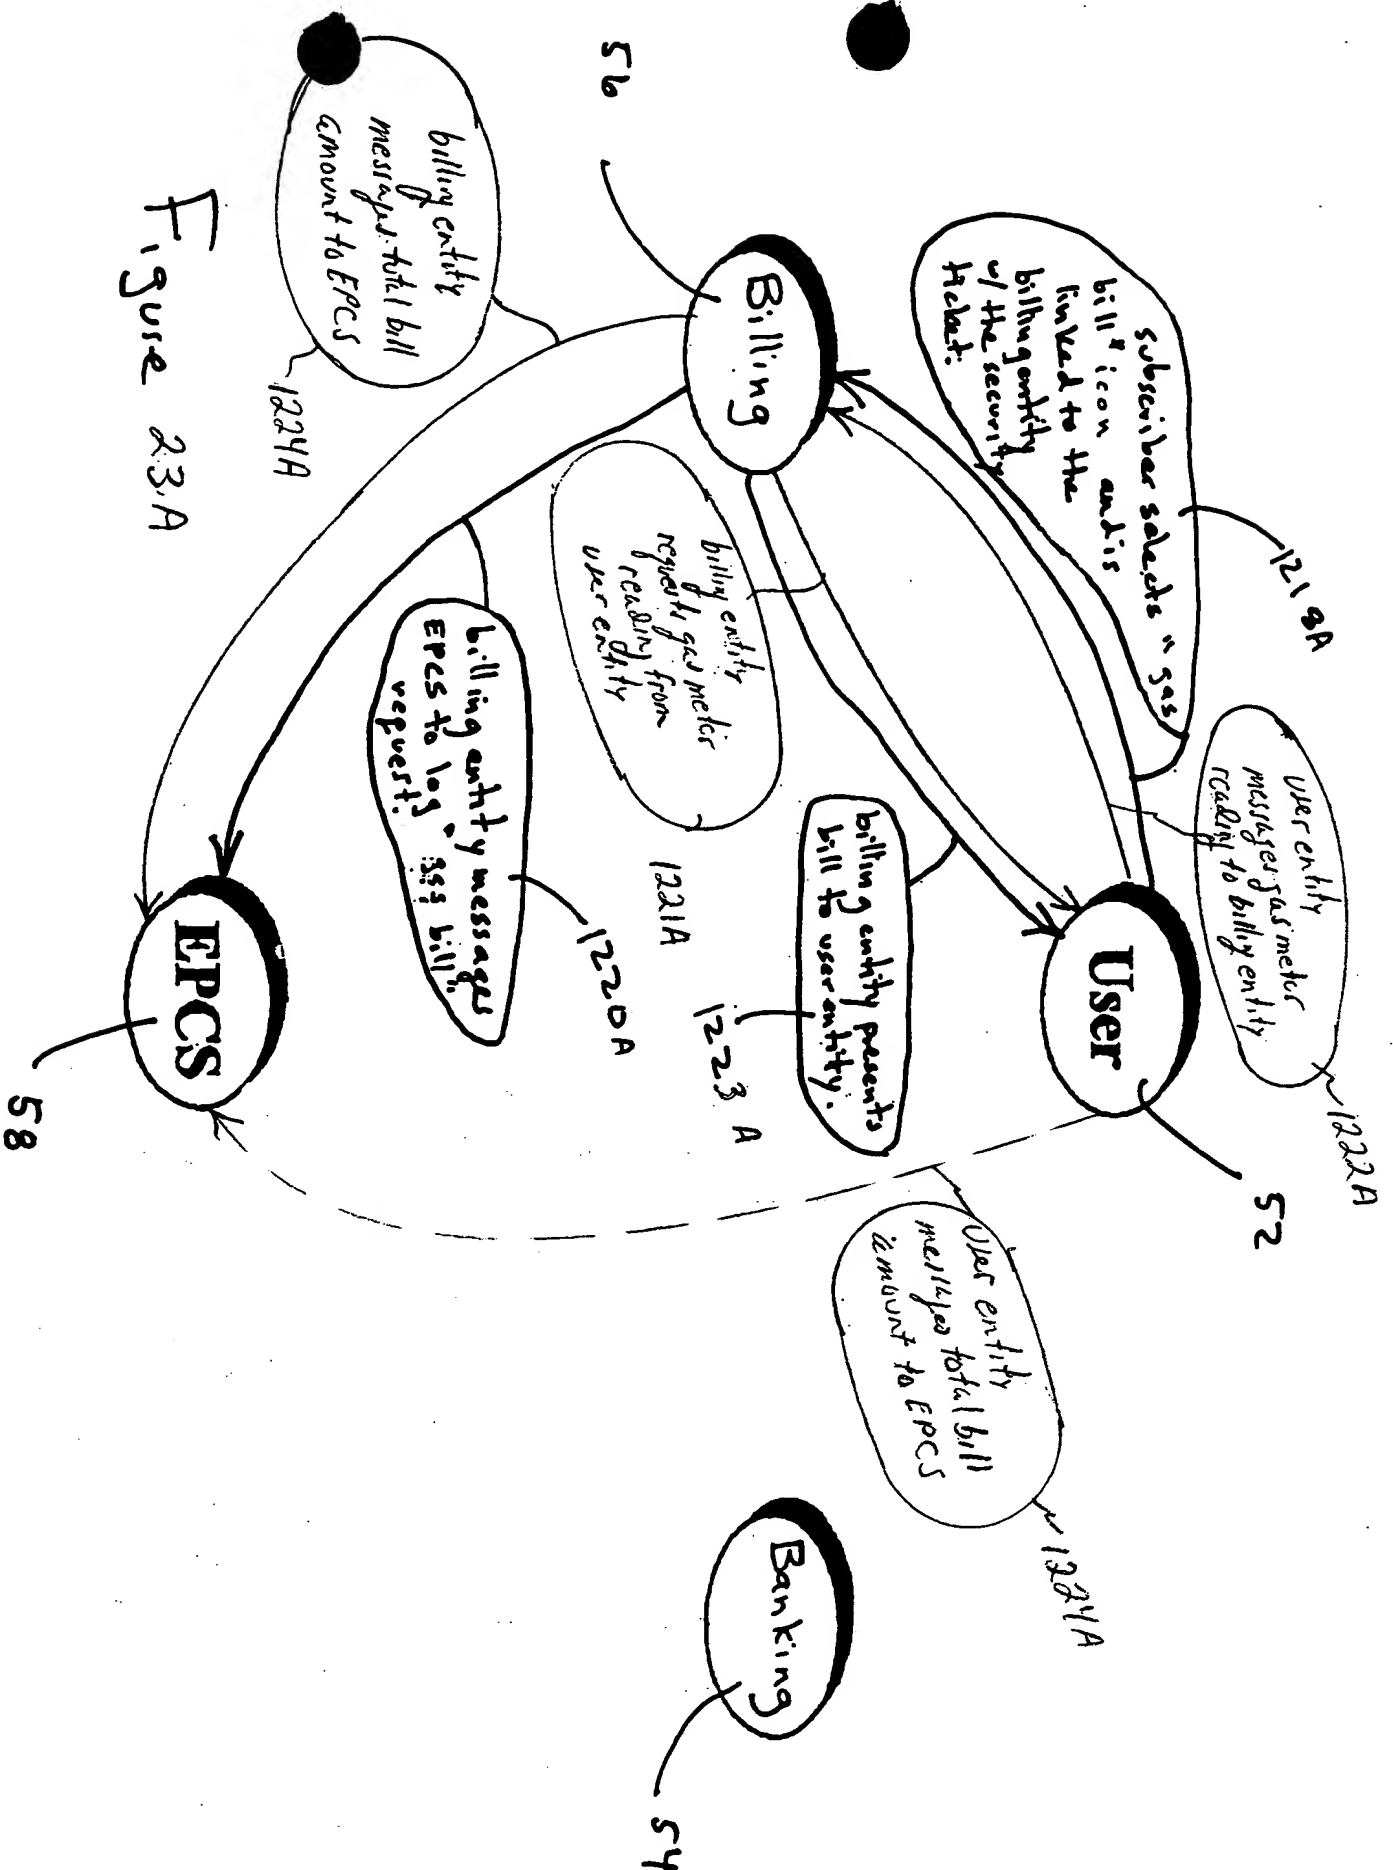 1222A
user entity
messages gas meter
reading to billing entity
1218A
52
subscriber selects "gas
bill" icon and is
linked to the
billing entity
w/ the security
ticket.
User
user entity
messages total bill
amount to EPCS
1224A
billing entity presents
bill to user entity.
1223A
56
Billing
billing entity
requests gas meter
reading from
user entity
1221A
Banking
54
1220A
billing entity messages
EPCS to log "gas bill"
request.
billing entity
messages total bill
amount to EPCS
1224A
EPCS
58
Figure 23A